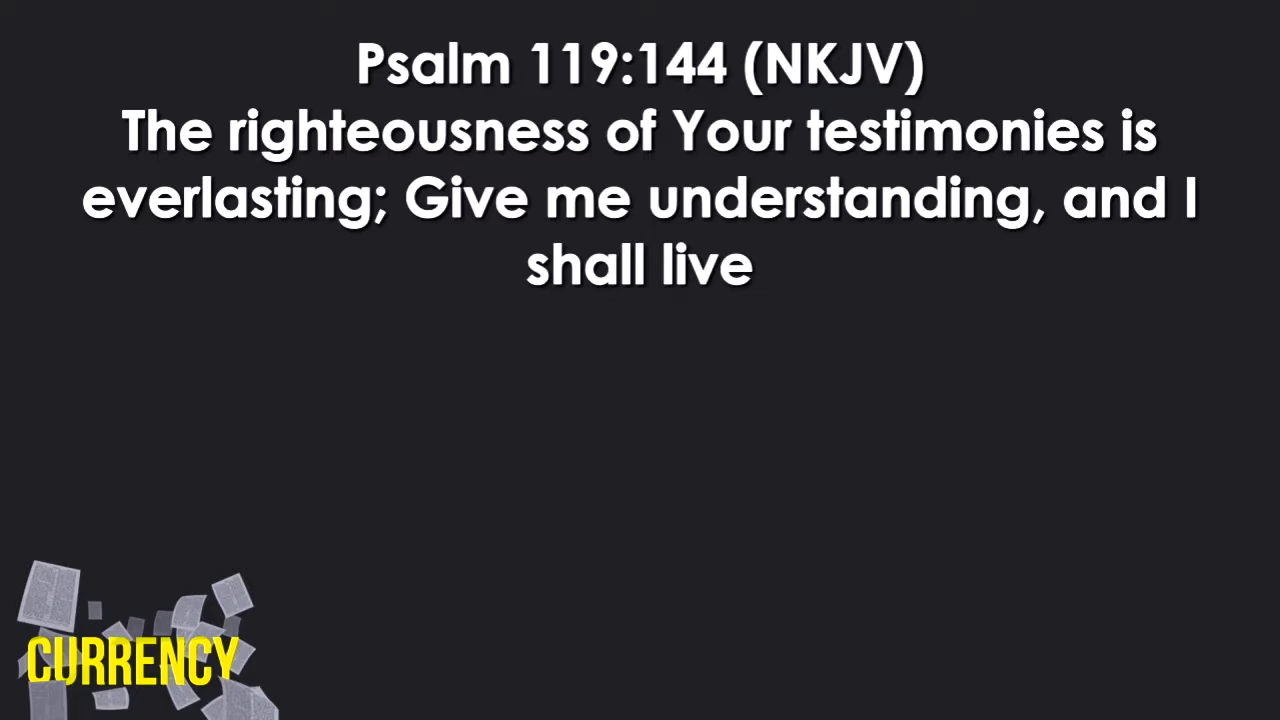 Psalm 119:144 (NKJV)
The righteousness of Your testimonies is
everlasting; Give me understanding, and I
shall live
CURRENCY